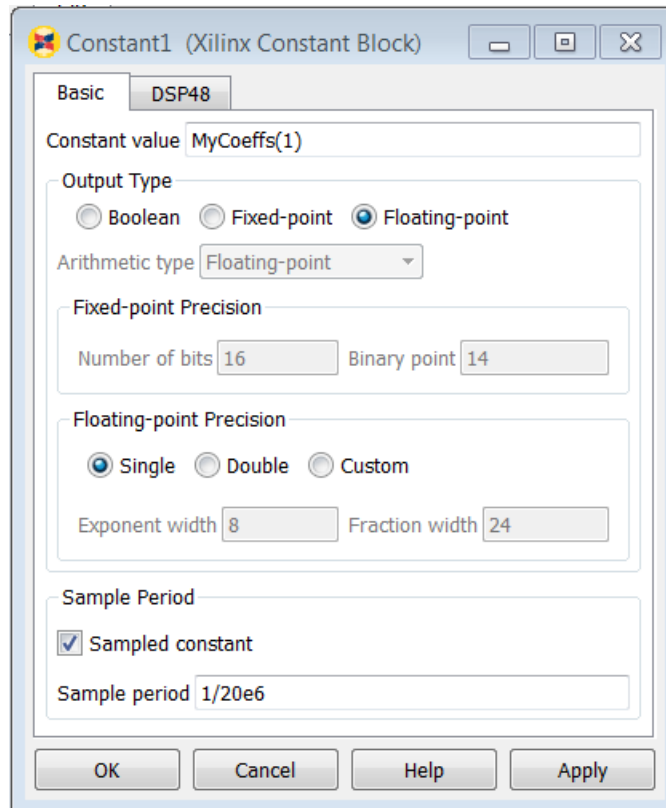 Constant1 (Xilinx Constant Block)
Basic DSP48
Constant value MyCoeffs(1)
Output Type
Boolean Fixed-point Floating-point
Arithmetic type Floating-point
Fixed-point Precision
Number of bits 16 Binary point 14
Floating-point Precision
Single Double Custom
Exponent width 8 Fraction width 24
Sample Period
Sampled constant
Sample period 1/20e6
OK Cancel Help Apply